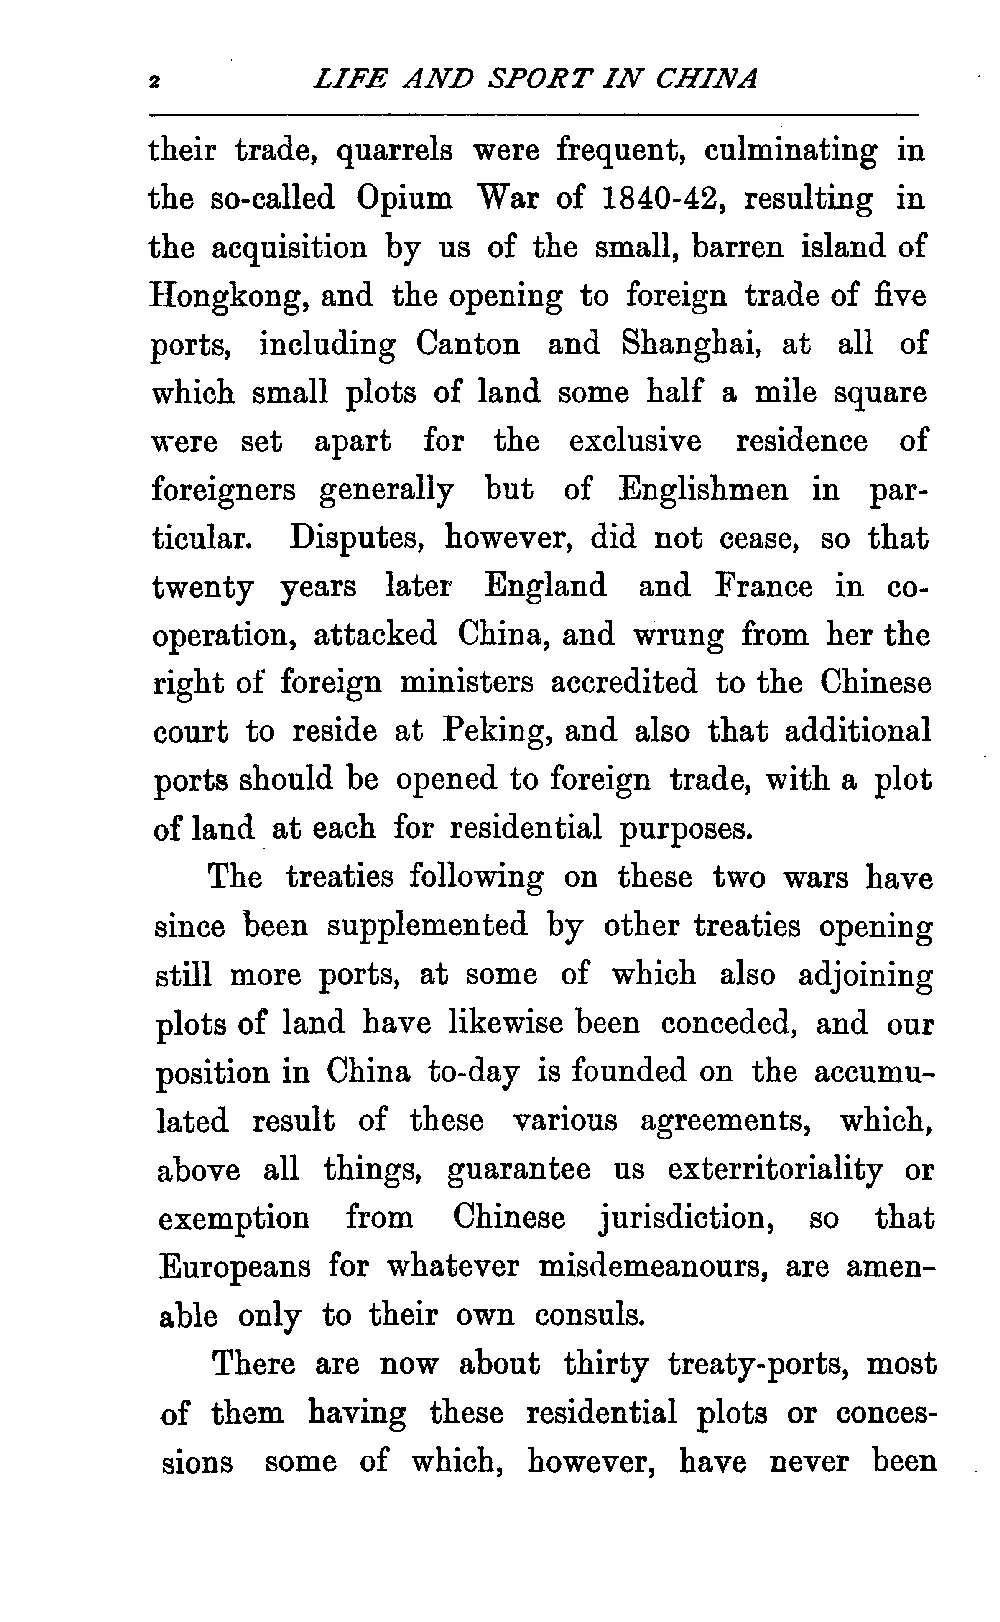 2 LIFE AND SPORT IN CHINA
their trade, quarrels were frequent, culminating in
the so-called Opium War of 1840-42, resulting in
the acquisition by us of the small, barren island of
Hongkong, and the opening to foreign trade of five
ports, including Canton and Shanghai, at all of
which small plots of land some half a mile square
were set apart for the exclusive residence of
foreigners generally but of Englishmen in par-
ticular. Disputes, however, did not cease, so that
twenty years later England and France in co-
operation, attacked China, and wrung from her the
right of foreign ministers accredited to the Chinese
court to reside at Peking, and also that additional
ports should be opened to foreign trade, with a plot
of land at each for residential purposes.
The treaties following on these two wars have
since been supplemented by other treaties opening
still more ports, at some of which also adjoining
plots of land have likewise been conceded, and our
position in China to-day is founded on the accumu-
lated result of these various agreements, which,
above all things, guarantee us exterritoriality or
exemption from Chinese jurisdiction, so that
Europeans for whatever misdemeanours, are amen-
able only to their own consuls.
There are now about thirty treaty-ports, most
of them having these residential plots or conces-
sions some of which, however, have never been